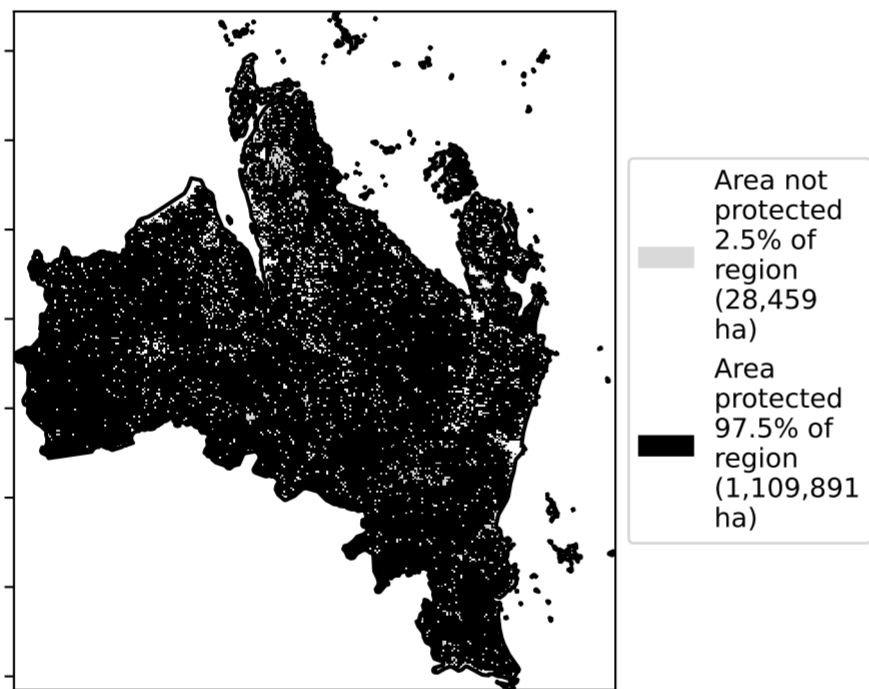 Area not
protected
2.5% of
region
(28,459
ha)
Area
protected
97.5% of
region
(1,109,891
ha)